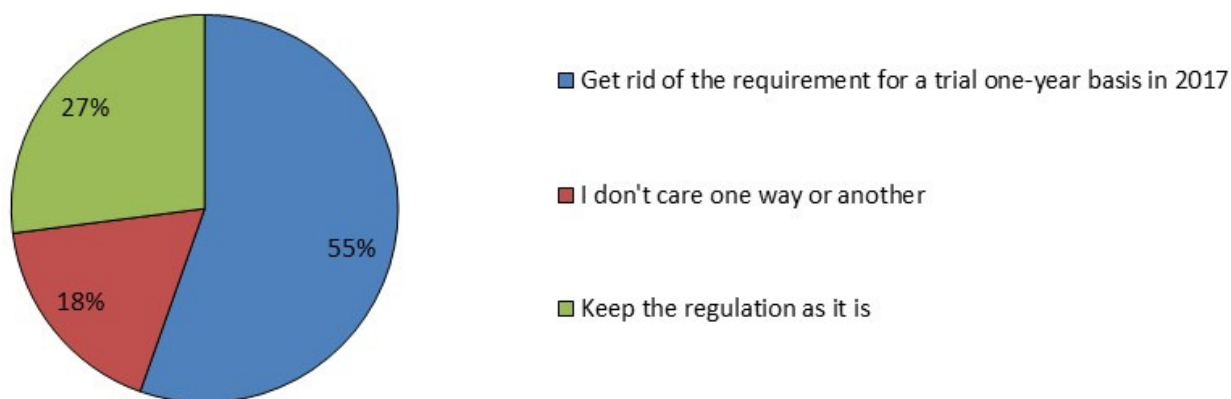 27%
55%
18%
Get rid of the requirement for a trial one-year basis in 2017
I don't care one way or another
Keep the regulation as it is